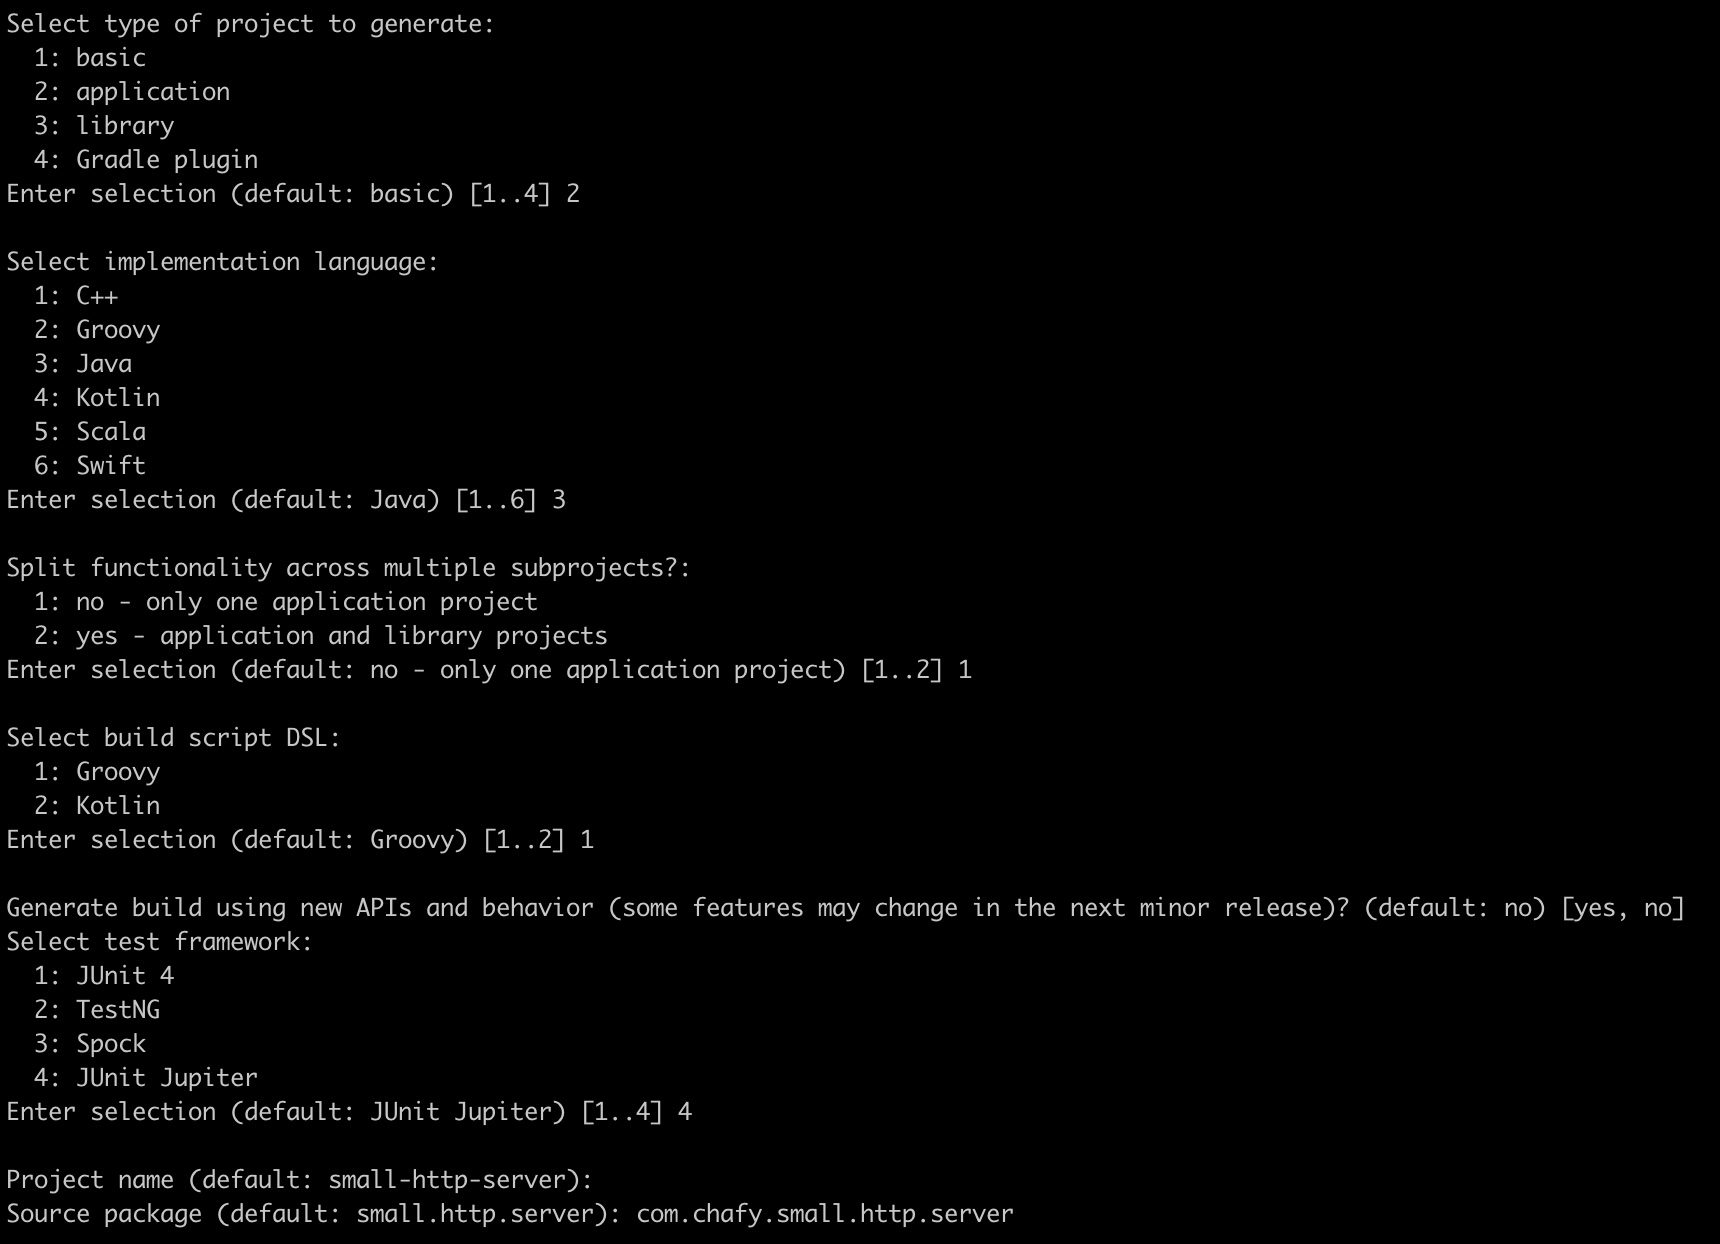 Select type of project to generate:
  1: basic
  2: application
  3: library
  4: Gradle plugin
Enter selection (default: basic) [1..4] 2

Select implementation language:
  1: C++
  2: Groovy
  3: Java
  4: Kotlin
  5: Scala
  6: Swift
Enter selection (default: Java) [1..6] 3

Split functionality across multiple subprojects?:
  1: no - only one application project
  2: yes - application and library projects
Enter selection (default: no - only one application project) [1..2] 1

Select build script DSL:
  1: Groovy
  2: Kotlin
Enter selection (default: Groovy) [1..2] 1

Generate build using new APIs and behavior (some features may change in the next minor release)? (default: no) [yes, no]
Select test framework:
  1: JUnit 4
  2: TestNG
  3: Spock
  4: JUnit Jupiter
Enter selection (default: JUnit Jupiter) [1..4] 4

Project name (default: small-http-server):
Source package (default: small.http.server): com.chafy.small.http.server